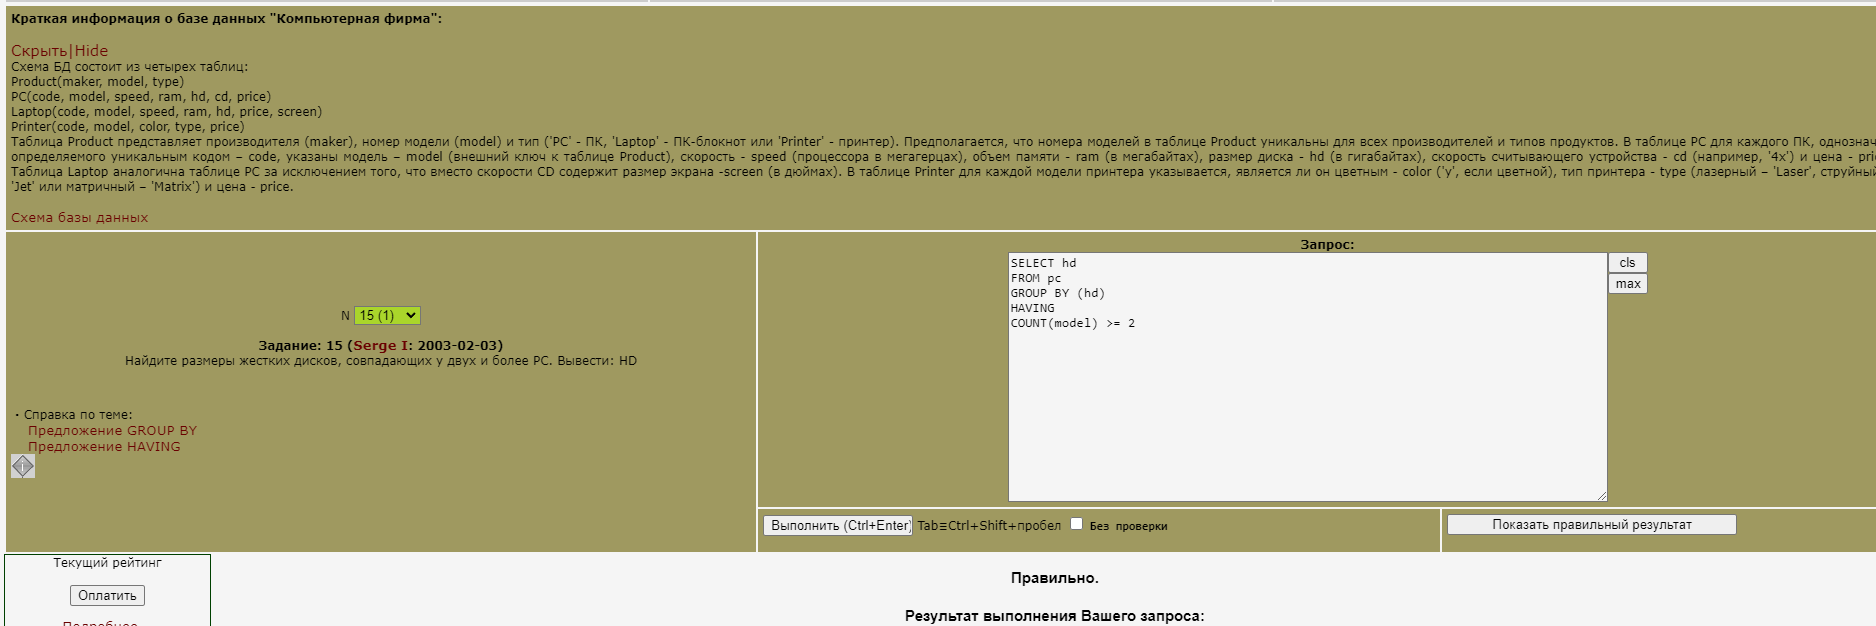 Краткая информация о базе данных "Компьютерная фирма":
Скрыть|Hide
Схема БД состоит из четырех таблиц:
Product(maker, model, type)
PC(code, model, speed, ram, hd, cd, price)
Laptop(code, model, speed, ram, hd, price, screen)
Printer(code, model, color, type, price)
Таблица Product представляет производителя (maker), номер модели (model) и тип ('PC' - ПК, 'Laptop' - ПК-блокнот или 'Printer' - принтер). Предполагается, что номера моделей в таблице Product уникальны для всех производителей и типов продуктов. В таблице PC для каждого ПК, однознач
определяемого уникальным кодом – code, указаны модель – model (внешний ключ к таблице Product), скорость - speed (процессора в мегагерцах), объем памяти - ram (в мегабайтах), размер диска - hd (в гигабайтах), скорость считывающего устройства - cd (например, '4x') и цена - pri
Таблица Laptop аналогична таблице РС за исключением того, что вместо скорости CD содержит размер экрана -screen (в дюймах). В таблице Printer для каждой модели принтера указывается, является ли он цветным - color ('y', если цветной), тип принтера - type (лазерный – 'Laser', струйный
'Jet' или матричный – 'Matrix') и цена - price.
Схема базы данных
Запрос:
SELECT hd
FROM pc
GROUP BY (hd)
HAVING
COUNT(model) >= 2
cls
max
N 15 (1)
Задание: 15 (Serge I: 2003-02-03)
Найдите размеры жестких дисков, совпадающих у двух и более PC. Вывести: HD
· Справка по теме:
Предложение GROUP BY
Предложение HAVING
Выполнить (Ctrl+Enter) Tab≡Ctrl+Shift+пробел Без проверки
Показать правильный результат
Текущий рейтинг
Оплатить
Подробнее
Правильно.
Результат выполнения Вашего запроса: